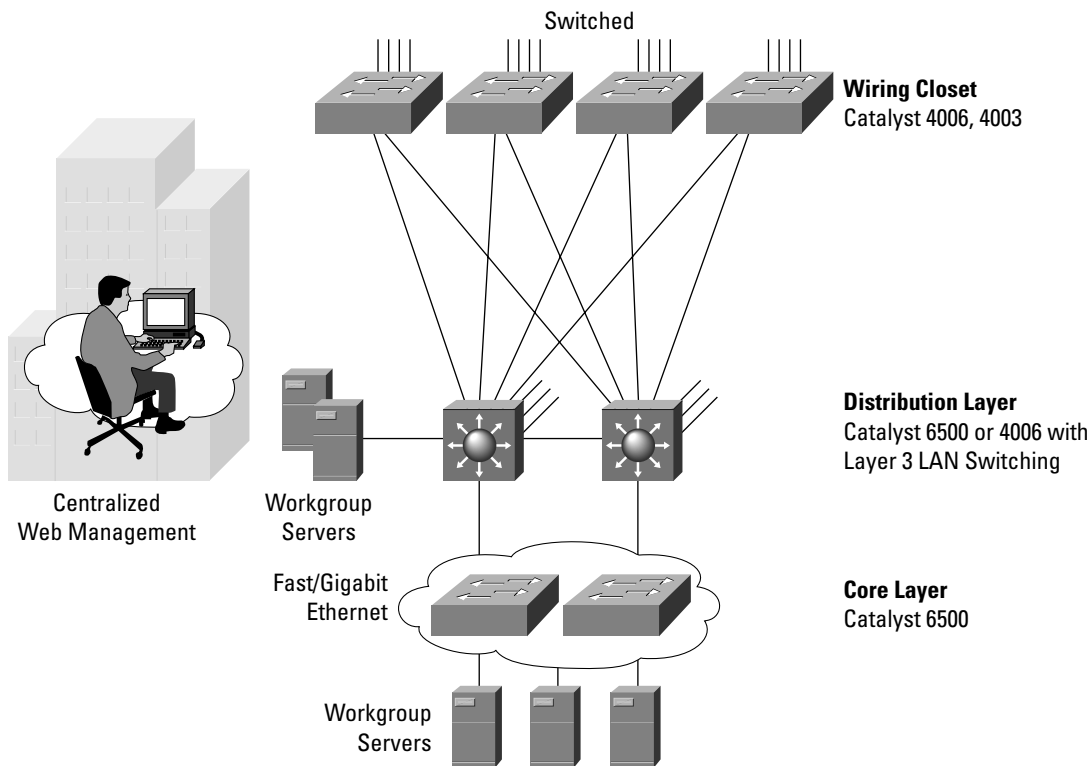 Switched
Wiring Closet
Catalyst 4006, 4003
Distribution Layer
Catalyst 6500 or 4006 with
Layer 3 LAN Switching
Centralized
Web Management
Workgroup
Servers
Fast/Gigabit
Ethernet
Core Layer
Catalyst 6500
Workgroup
Servers